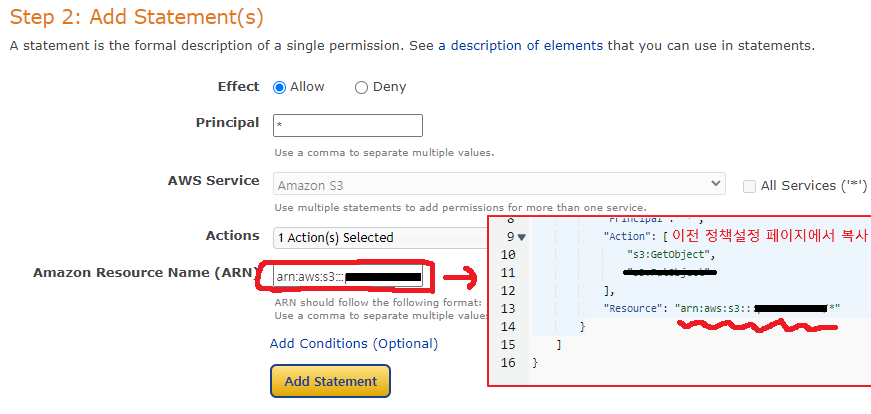 Step 2: Add Statement(s)
A statement is the formal description of a single permission. See a description of elements that you can use in statements.
Effect Allow Deny
Principal *
Use a comma to separate multiple values.
AWS Service Amazon S3 All Services ('*')
Use multiple statements to add permissions for more than one service.
Actions 1 Action(s) Selected
Amazon Resource Name (ARN) arn:aws:s3:::
ARN should follow the following format:
Use a comma to separate multiple values
Add Conditions (Optional)
Add Statement
8 "Principal": "*",
9 "Action": [ 이전 정책설정 페이지에서 복사
10 "s3:GetObject",
11
12 ],
13 "Resource": "arn:aws:s3::: /*"
14 }
15 ]
16 }